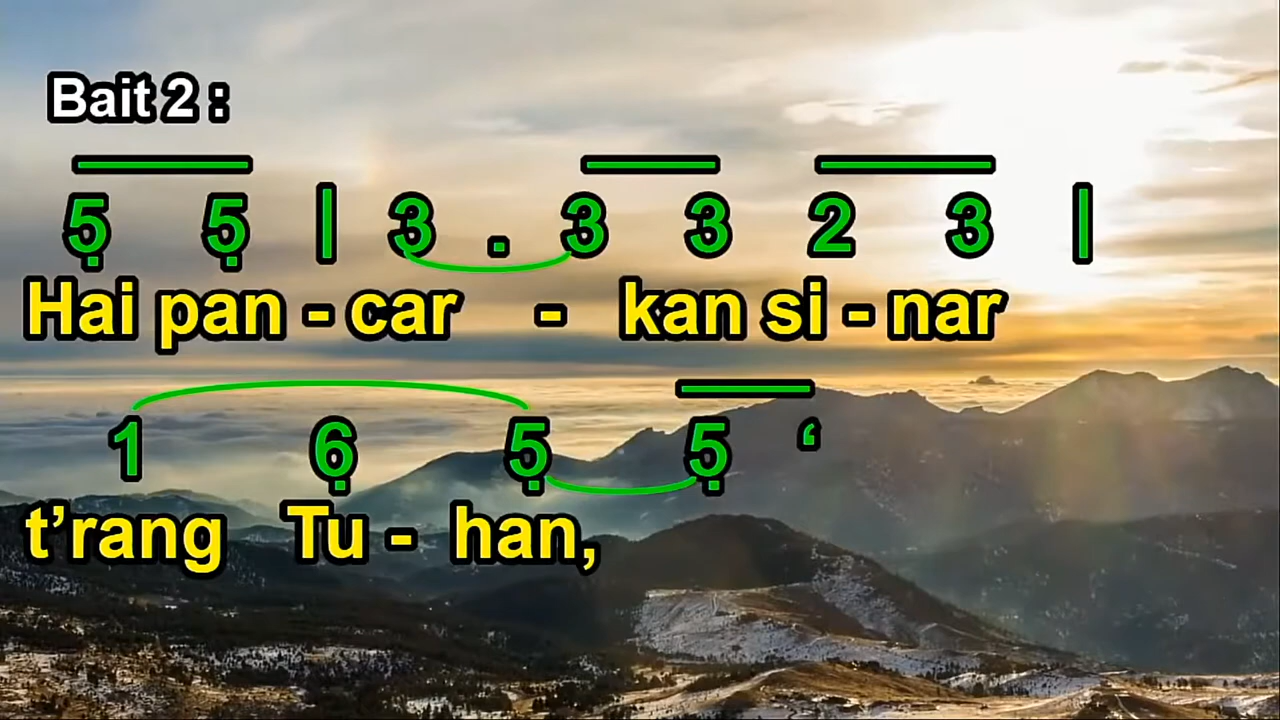 Bait 2 :
5̣ 5̣ | 3 . 3 3 2 3 |
Hai pan - car - kan si - nar
1 6̣ 5̣ 5̣ ‘
t’rang Tu - han,